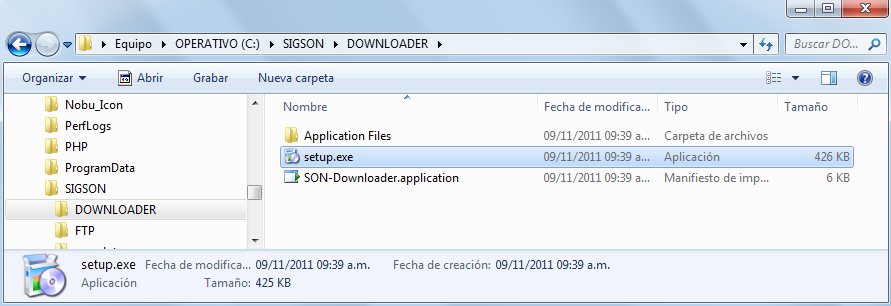 Equipo OPERATIVO (C:) SIGSON DOWNLOADER
Buscar DO...
Organizar Abrir Grabar Nueva carpeta
Nobu_Icon
PerfLogs
PHP
ProgramData
SIGSON
DOWNLOADER
FTP
Nombre Fecha de modifica... Tipo Tamaño
Application Files 09/11/2011 09:39 a.m... Carpeta de archivos
setup.exe 09/11/2011 09:39 a.m... Aplicación 426 KB
SON-Downloader.application 09/11/2011 09:39 a.m... Manifiesto de imp... 6 KB
setup.exe Fecha de modifica... 09/11/2011 09:39 a.m. Fecha de creación: 09/11/2011 09:39 a.m.
Aplicación Tamaño: 425 KB